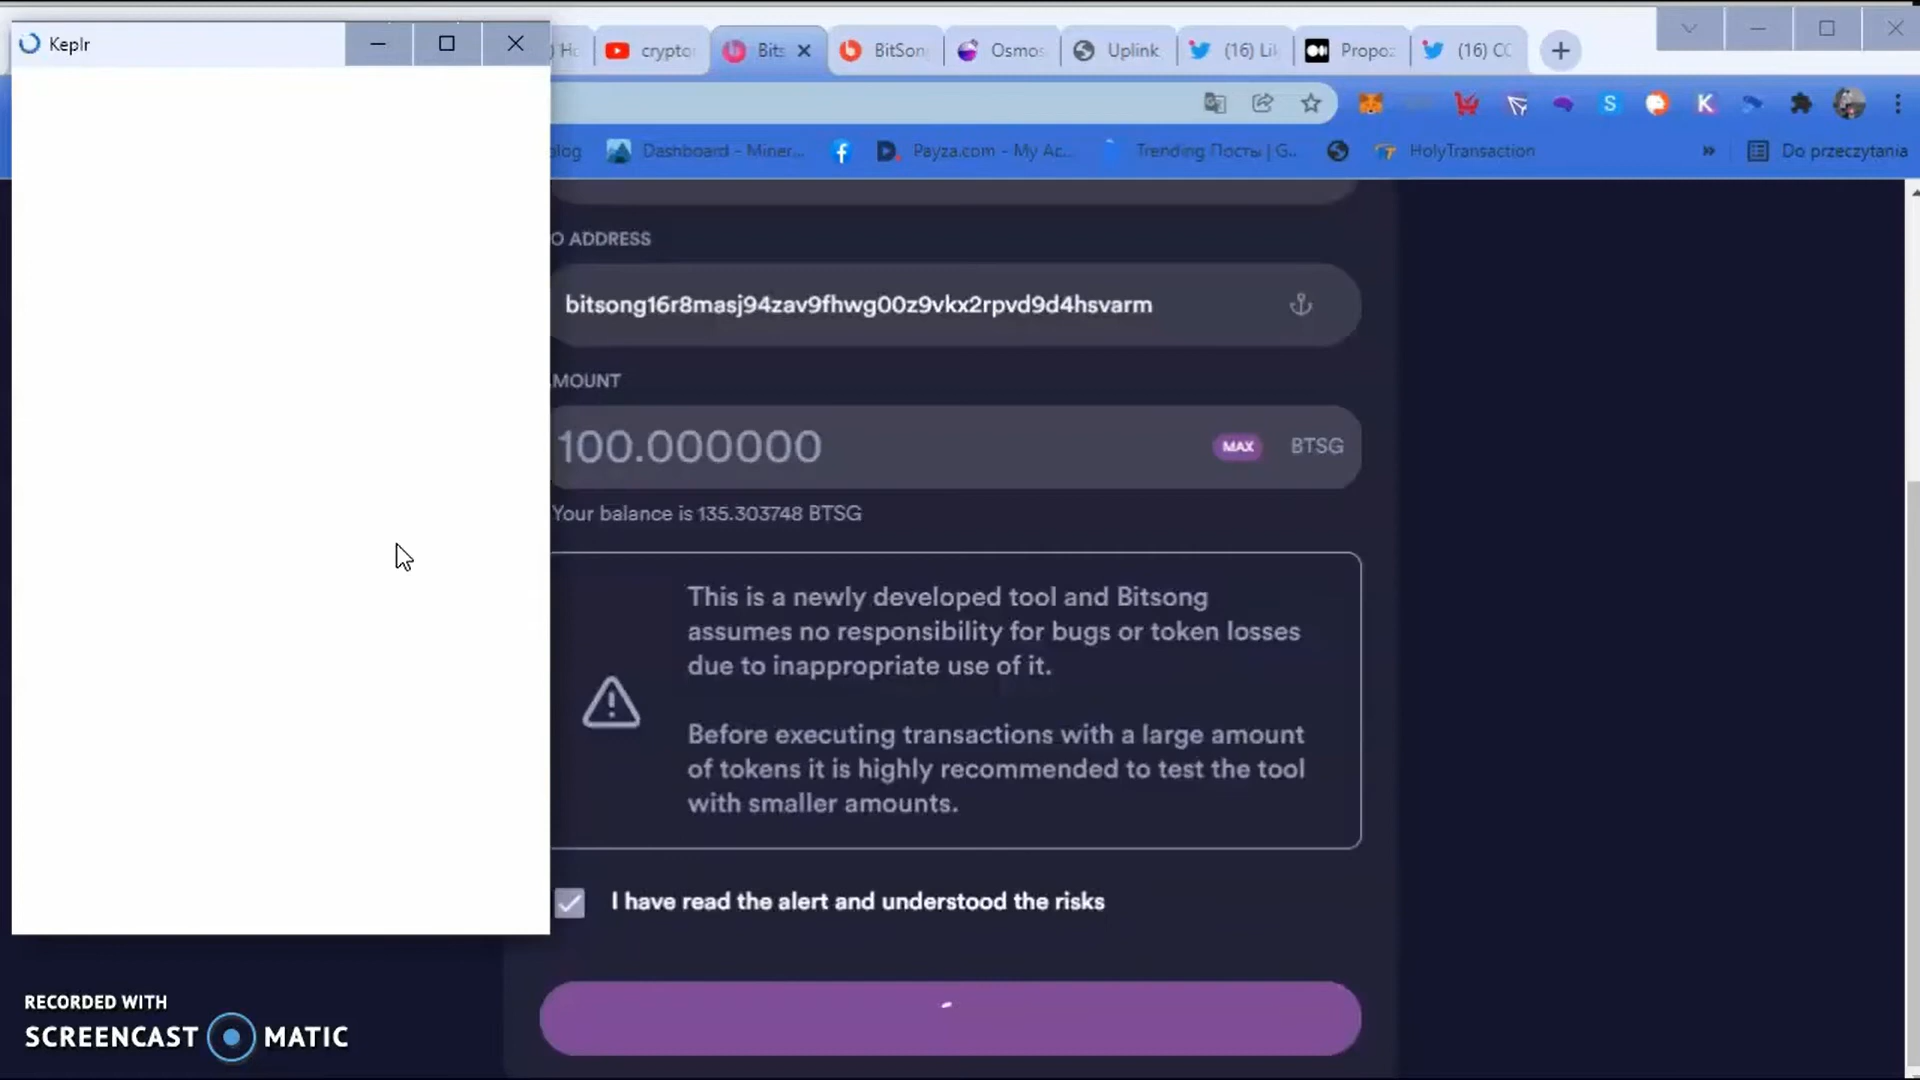 Keplr
crypto
Bits
BitSon
Osmos
Uplink
(16) Li
Propoz
(16) CC
blog
Dashboard - Miner...
Payza.com - My Ac...
Trending Посты | G...
HolyTransaction
»
Do przeczytania
O ADDRESS
bitsong16r8masj94zav9fhwg00z9vkx2rpvd9d4hsvarm
MOUNT
100.000000
MAX
BTSG
Your balance is 135.303748 BTSG
This is a newly developed tool and Bitsong
assumes no responsibility for bugs or token losses
due to inappropriate use of it.
Before executing transactions with a large amount
of tokens it is highly recommended to test the tool
with smaller amounts.
I have read the alert and understood the risks
RECORDED WITH
SCREENCAST MATIC